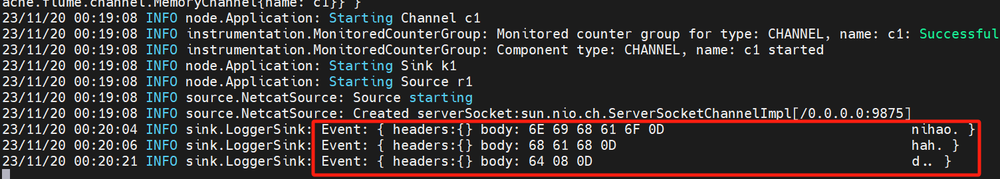 ache.flume.channel.MemoryChannel{name: c1}} }
23/11/20 00:19:08 INFO node.Application: Starting Channel c1
23/11/20 00:19:08 INFO instrumentation.MonitoredCounterGroup: Monitored counter group for type: CHANNEL, name: c1: Successful
23/11/20 00:19:08 INFO instrumentation.MonitoredCounterGroup: Component type: CHANNEL, name: c1 started
23/11/20 00:19:08 INFO node.Application: Starting Sink k1
23/11/20 00:19:08 INFO node.Application: Starting Source r1
23/11/20 00:19:08 INFO source.NetcatSource: Source starting
23/11/20 00:19:08 INFO source.NetcatSource: Created serverSocket:sun.nio.ch.ServerSocketChannelImpl[/0.0.0.0:9875]
23/11/20 00:20:04 INFO sink.LoggerSink: Event: { headers:{} body: 6E 69 68 61 6F 0D nihao. }
23/11/20 00:20:06 INFO sink.LoggerSink: Event: { headers:{} body: 68 61 68 0D hah. }
23/11/20 00:20:21 INFO sink.LoggerSink: Event: { headers:{} body: 64 08 0D d.. }